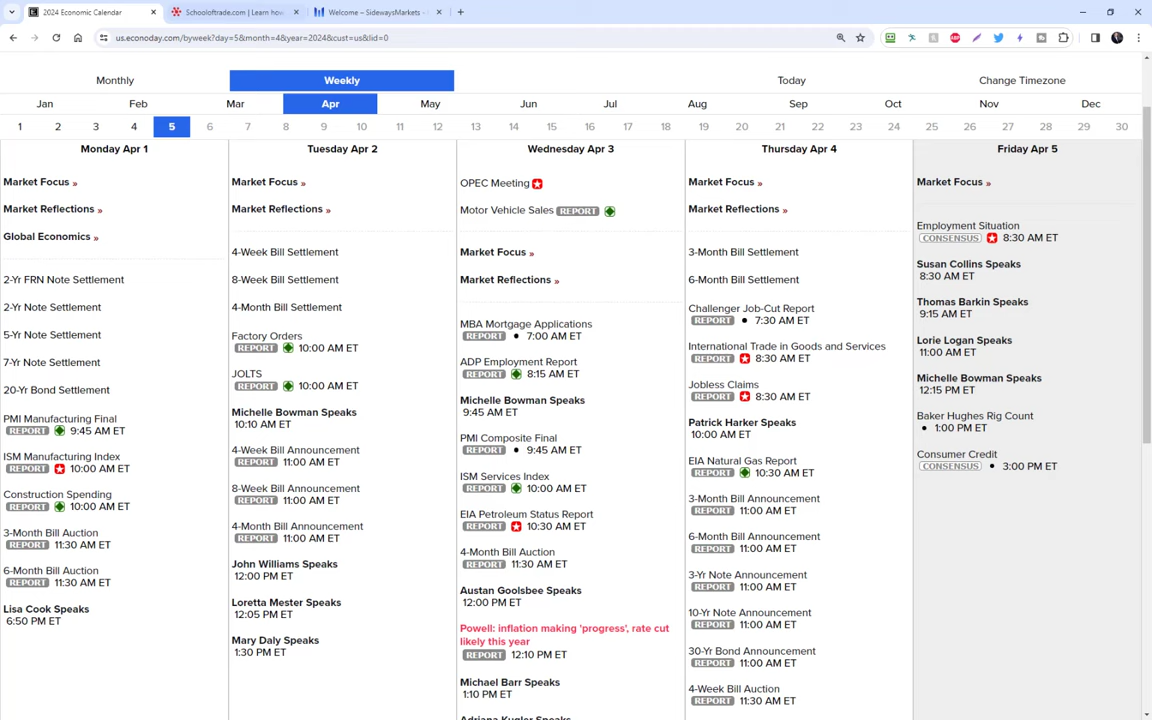 2024 Economic Calendar
Schooloftrade.com | Learn how
Welcome – SidewaysMarkets -
us.econoday.com/byweek?day=5&month=4&year=2024&cust=us&lid=0
Monthly
Weekly
Today
Change Timezone
Jan Feb Mar Apr May Jun Jul Aug Sep Oct Nov Dec
1 2 3 4 5 6 7 8 9 10 11 12 13 14 15 16 17 18 19 20 21 22 23 24 25 26 27 28 29 30
Monday Apr 1
Market Focus »
Market Reflections »
Global Economics »
2-Yr FRN Note Settlement
2-Yr Note Settlement
5-Yr Note Settlement
7-Yr Note Settlement
20-Yr Bond Settlement
PMI Manufacturing Final
REPORT 9:45 AM ET
ISM Manufacturing Index
REPORT 10:00 AM ET
Construction Spending
REPORT 10:00 AM ET
3-Month Bill Auction
REPORT 11:30 AM ET
6-Month Bill Auction
REPORT 11:30 AM ET
Lisa Cook Speaks
6:50 PM ET
Tuesday Apr 2
Market Focus »
Market Reflections »
4-Week Bill Settlement
8-Week Bill Settlement
4-Month Bill Settlement
Factory Orders
REPORT 10:00 AM ET
JOLTS
REPORT 10:00 AM ET
Michelle Bowman Speaks
10:10 AM ET
4-Week Bill Announcement
REPORT 11:00 AM ET
8-Week Bill Announcement
REPORT 11:00 AM ET
4-Month Bill Announcement
REPORT 11:00 AM ET
John Williams Speaks
12:00 PM ET
Loretta Mester Speaks
12:05 PM ET
Mary Daly Speaks
1:30 PM ET
Wednesday Apr 3
OPEC Meeting
Motor Vehicle Sales REPORT
Market Focus »
Market Reflections »
MBA Mortgage Applications
REPORT • 7:00 AM ET
ADP Employment Report
REPORT 8:15 AM ET
Michelle Bowman Speaks
9:45 AM ET
PMI Composite Final
REPORT • 9:45 AM ET
ISM Services Index
REPORT 10:00 AM ET
EIA Petroleum Status Report
REPORT 10:30 AM ET
4-Month Bill Auction
REPORT 11:30 AM ET
Austan Goolsbee Speaks
12:00 PM ET
Powell: inflation making 'progress', rate cut
likely this year
REPORT 12:10 PM ET
Michael Barr Speaks
1:10 PM ET
Adriana Kugler Speaks
Thursday Apr 4
Market Focus »
Market Reflections »
3-Month Bill Settlement
6-Month Bill Settlement
Challenger Job-Cut Report
REPORT • 7:30 AM ET
International Trade in Goods and Services
REPORT 8:30 AM ET
Jobless Claims
REPORT 8:30 AM ET
Patrick Harker Speaks
10:00 AM ET
EIA Natural Gas Report
REPORT 10:30 AM ET
3-Month Bill Announcement
REPORT 11:00 AM ET
6-Month Bill Announcement
REPORT 11:00 AM ET
3-Yr Note Announcement
REPORT 11:00 AM ET
10-Yr Note Announcement
REPORT 11:00 AM ET
30-Yr Bond Announcement
REPORT 11:00 AM ET
4-Week Bill Auction
REPORT 11:30 AM ET
Friday Apr 5
Market Focus »
Employment Situation
CONSENSUS 8:30 AM ET
Susan Collins Speaks
8:30 AM ET
Thomas Barkin Speaks
9:15 AM ET
Lorie Logan Speaks
11:00 AM ET
Michelle Bowman Speaks
12:15 PM ET
Baker Hughes Rig Count
• 1:00 PM ET
Consumer Credit
CONSENSUS • 3:00 PM ET